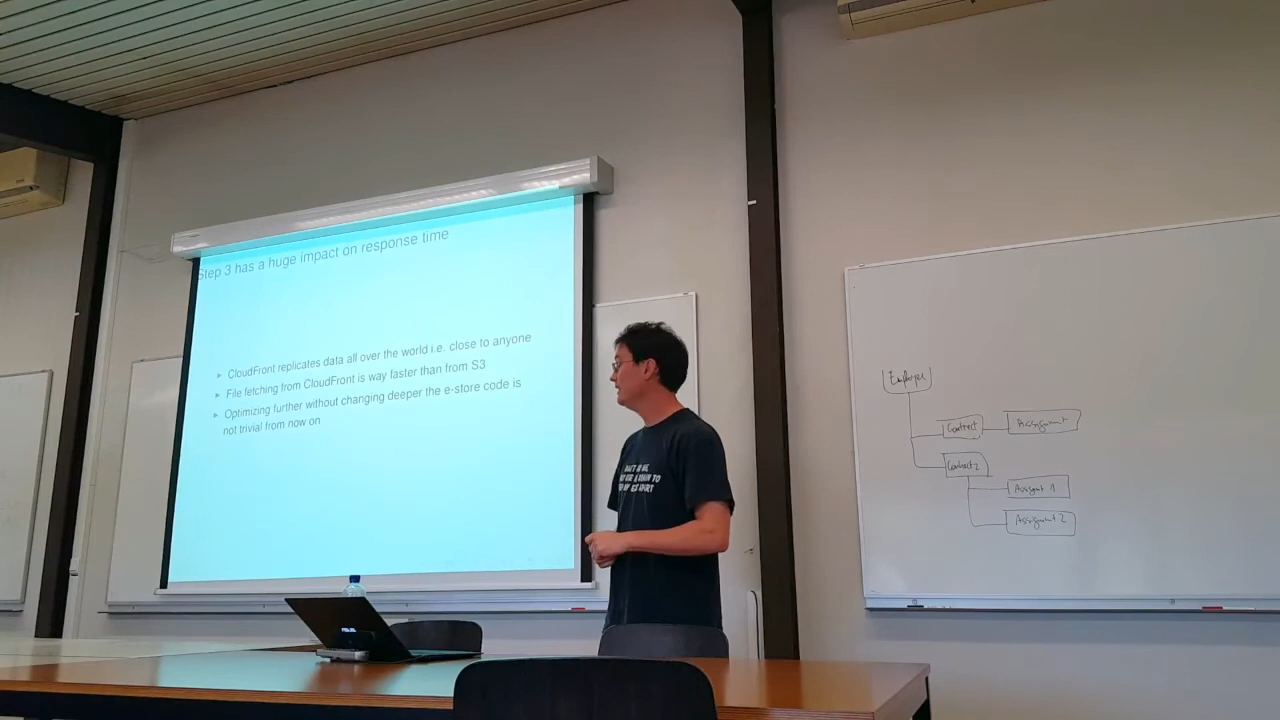 Step 3 has a huge impact on response time
CloudFront replicates data all over the world i.e. close to anyone
File fetching from CloudFront is way faster than from S3
Optimizing further without changing deeper the e-store code is
not trivial from now on
ASUS
Employee
Contract
Assignment
Contract 2
Assignt 1
Assignment 2